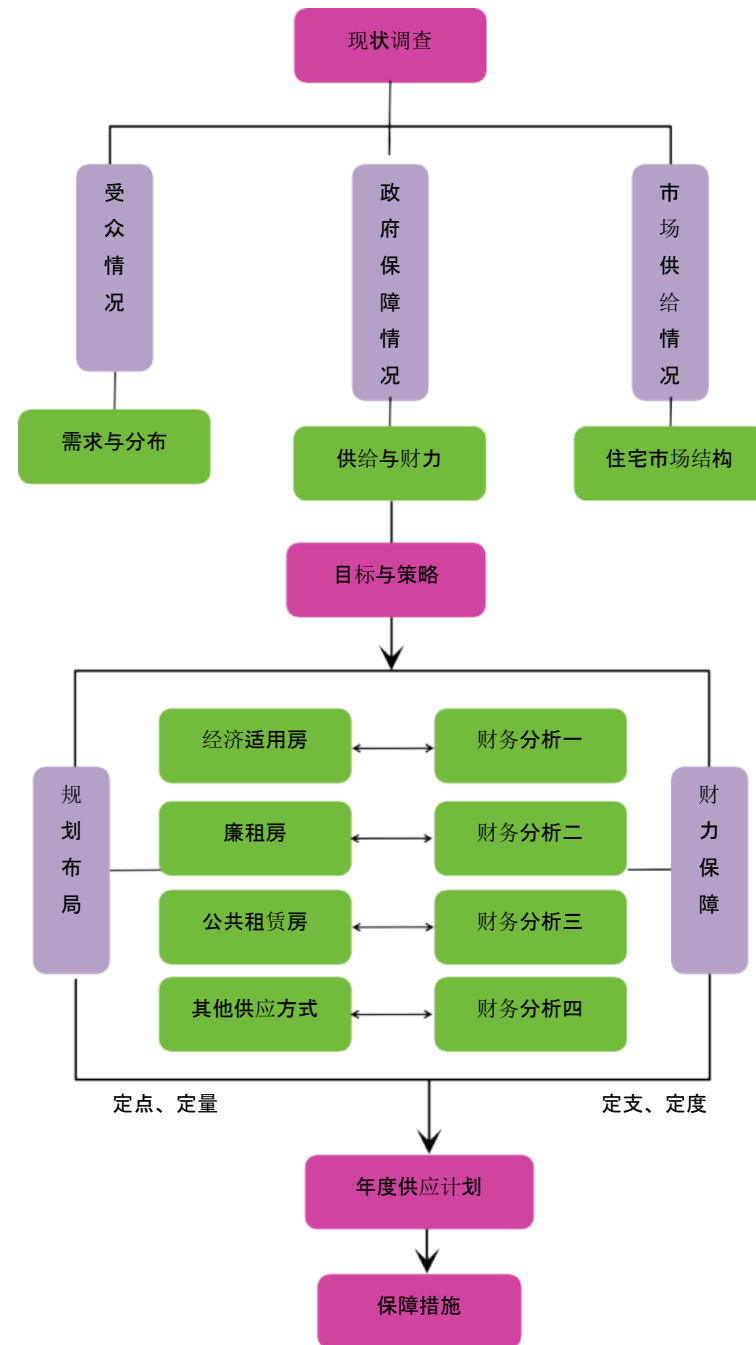 现状调查
受众情况
政府保障情况
市场供给情况
需求与分布
供给与财力
住宅市场结构
目标与策略
经济适用房
财务分析一
规划布局
廉租房
财务分析二
财力保障
公共租赁房
财务分析三
其他供应方式
财务分析四
定点、定量
定支、定度
年度供应计划
保障措施